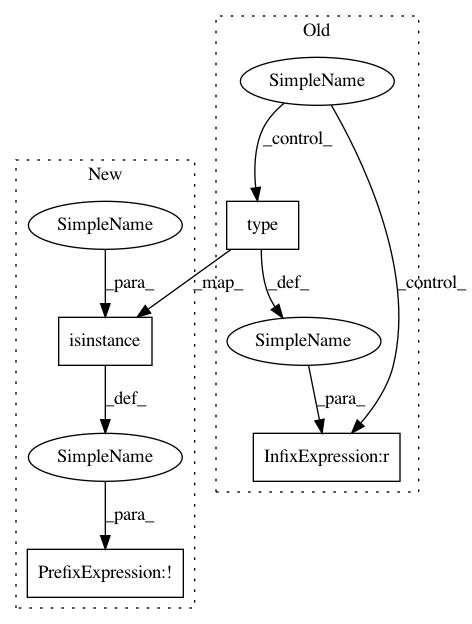 Old
SimpleName
_control_
New
SimpleName
type
_para_
_map_
_def_
_control_
isinstance
SimpleName
_def_
_para_
SimpleName
InfixExpression:r
_para_
PrefixExpression:!